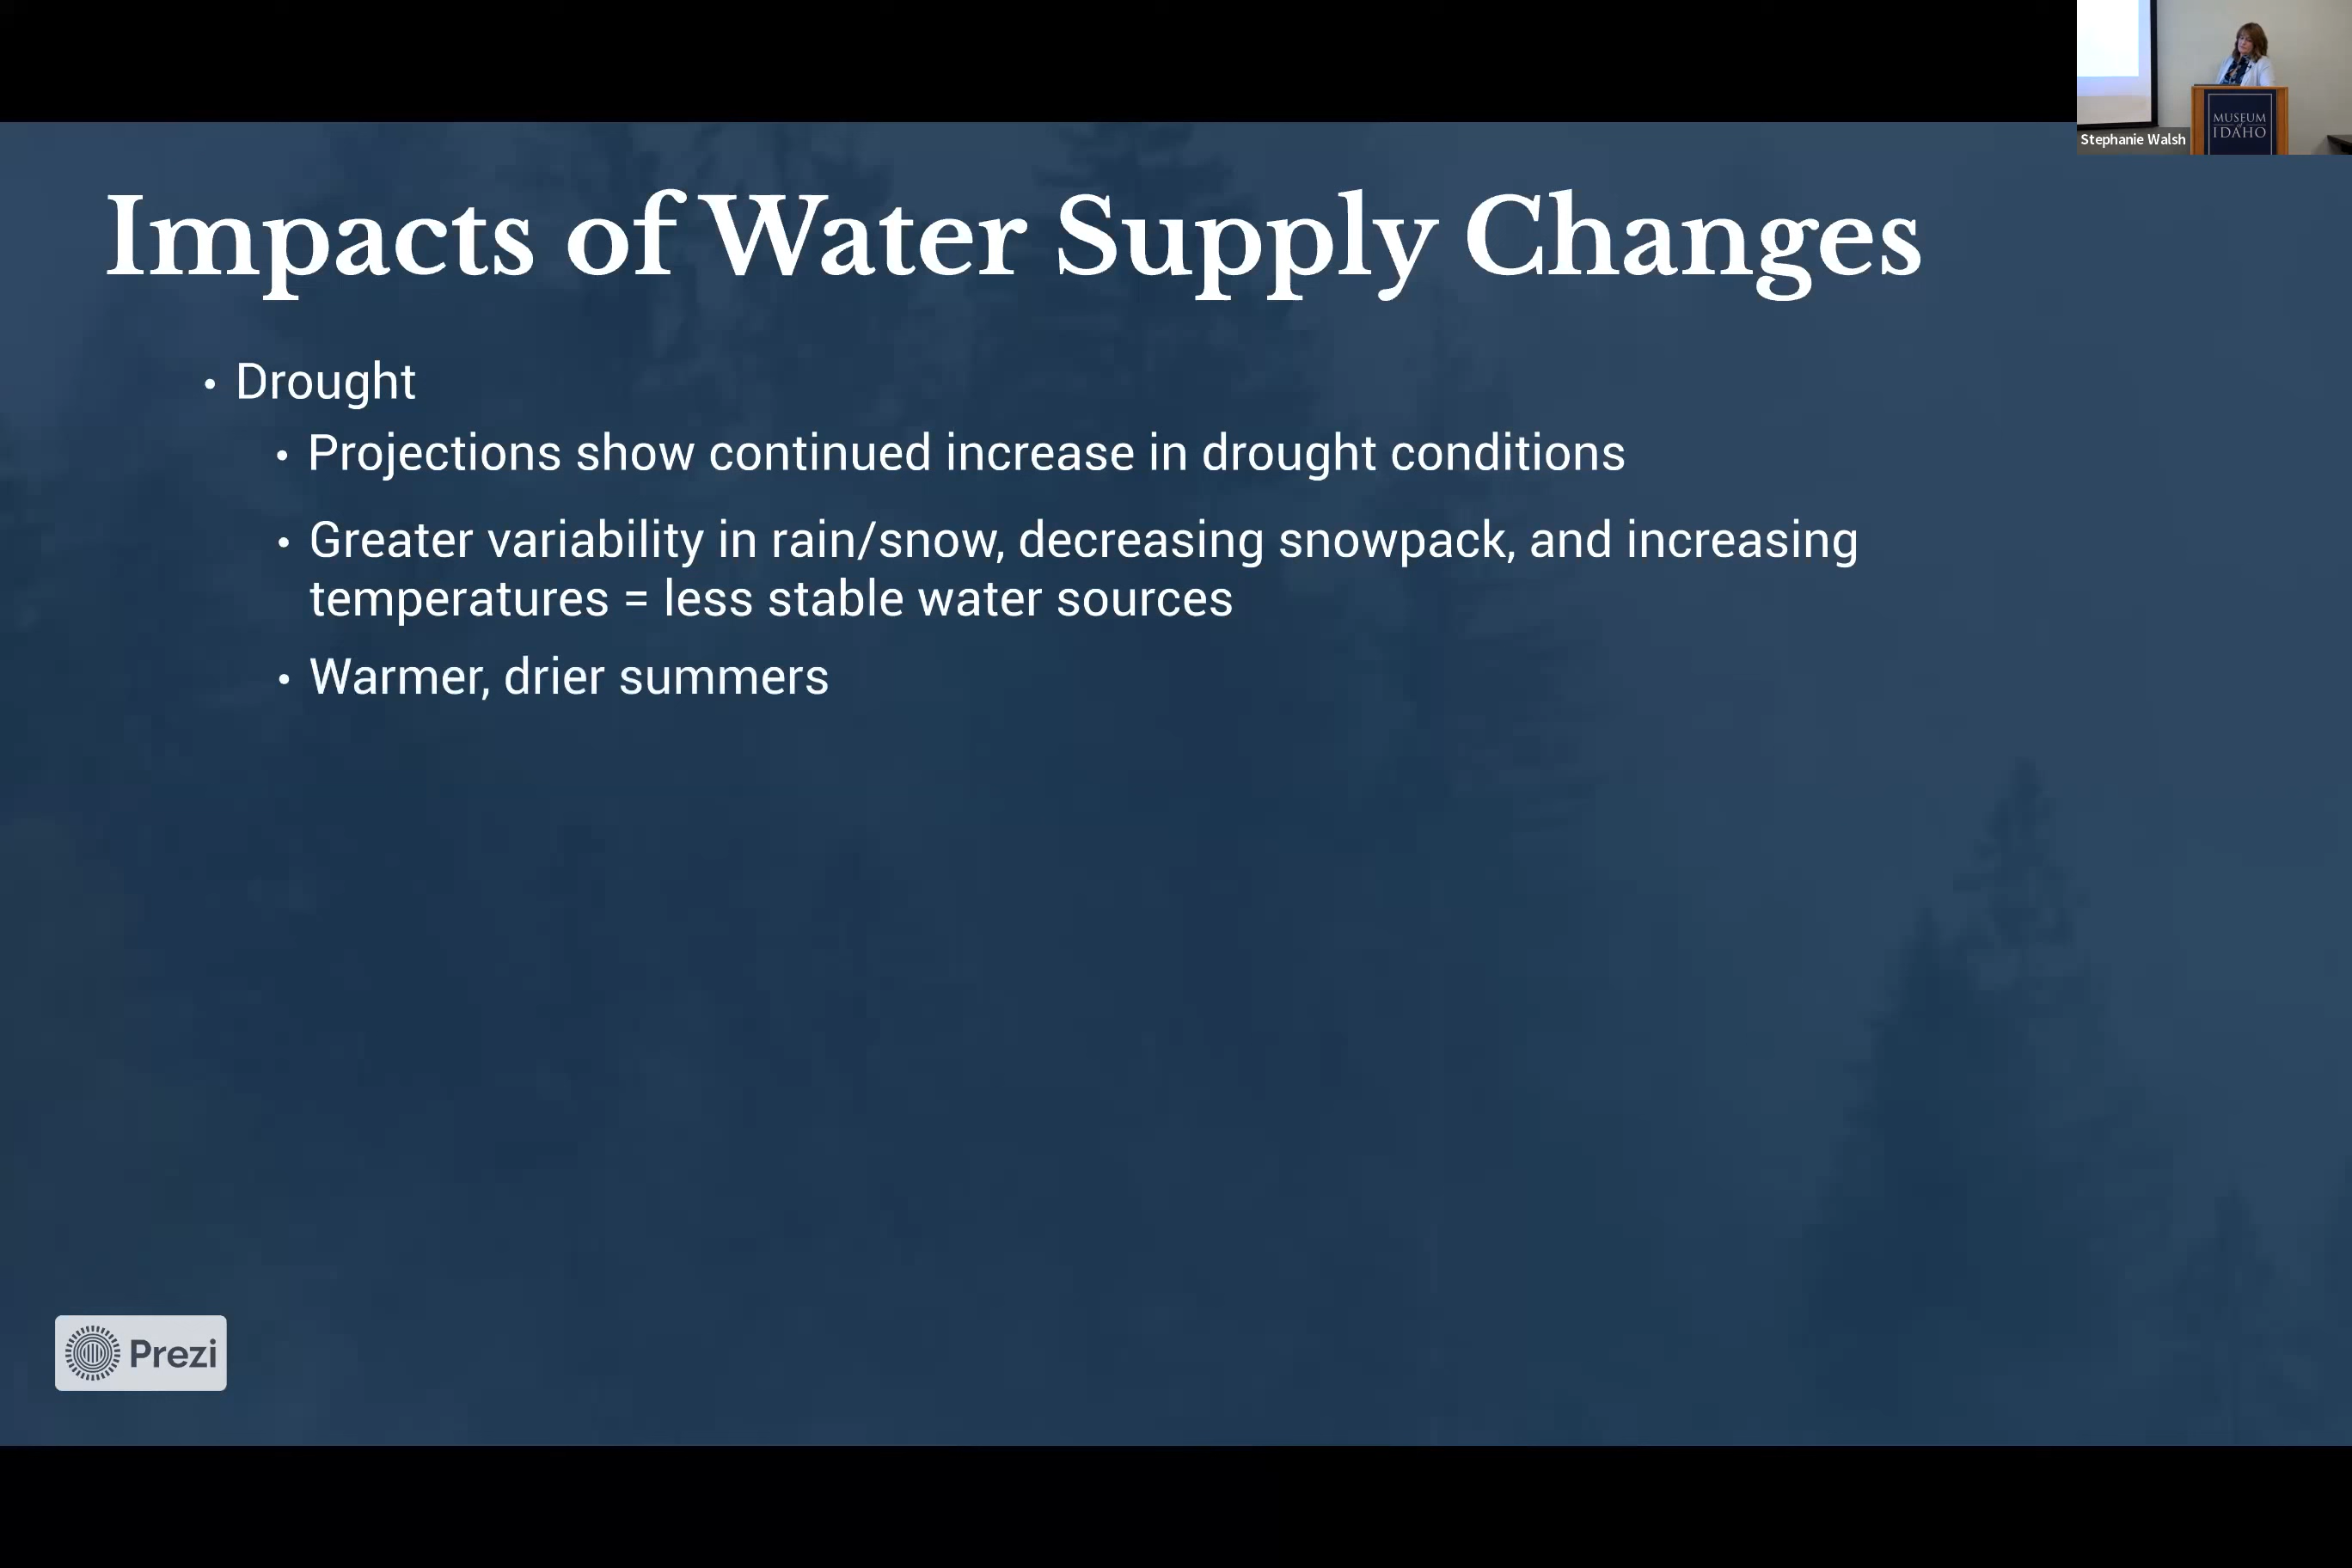 Impacts of Water Supply Changes
• Drought
• Projections show continued increase in drought conditions
• Greater variability in rain/snow, decreasing snowpack, and increasing
temperatures = less stable water sources
• Warmer, drier summers
Prezi
MUSEUM
of
IDAHO
Stephanie Walsh